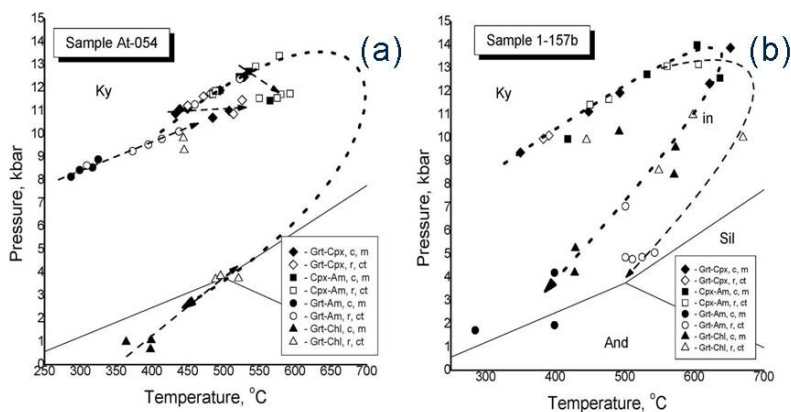 Sample At-054
(a)
Ky
Pressure, kbar
15
14
13
12
11
10
9
8
7
6
5
4
3
2
1
0
250 300 350 400 450 500 550 600 700
Temperature, °C
- Grt-Cpx, c, m
- Grt-Cpx, r, ct
- Cpx-Am, c, m
- Cpx-Am, r, ct
- Grt-Am, c, m
- Grt-Am, r, ct
- Grt-Chl, c, m
- Grt-Chl, r, ct
Sample 1-157b
(b)
Ky
in
Sil
And
Pressure, kbar
15
14
13
12
11
10
9
8
7
6
5
4
3
2
1
0
300 400 500 600 700
Temperature, °C
- Grt-Cpx, c, m
- Grt-Cpx, r, ct
- Cpx-Am, c, m
- Cpx-Am, r, ct
- Grt-Am, c, m
- Grt-Am, r, ct
- Grt-Chl, c, m
- Grt-Chl, r, ct